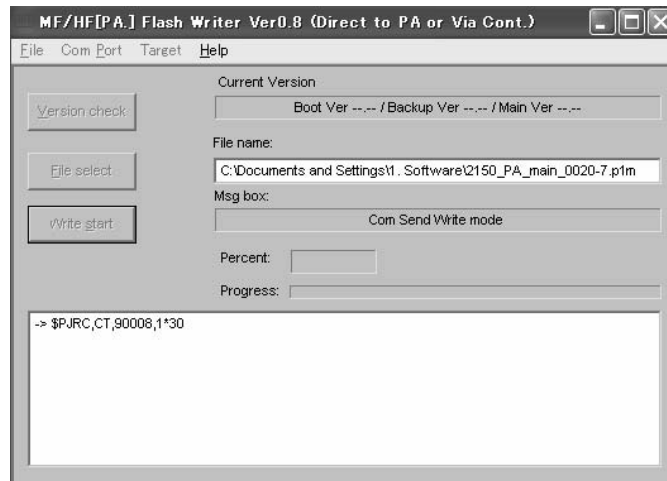 MF/HF[PA.] Flash Writer Ver0.8 (Direct to PA or Via Cont.)
File Com Port Target Help
Current Version
Version check
Boot Ver --.-- / Backup Ver --.-- / Main Ver --.--
File name:
File select
C:\Documents and Settings\1. Software\2150_PA_main_0020-7.p1m
Msg box:
Write start
Com Send Write mode
Percent:
Progress:
-> $PJRC,CT,90008,1*30